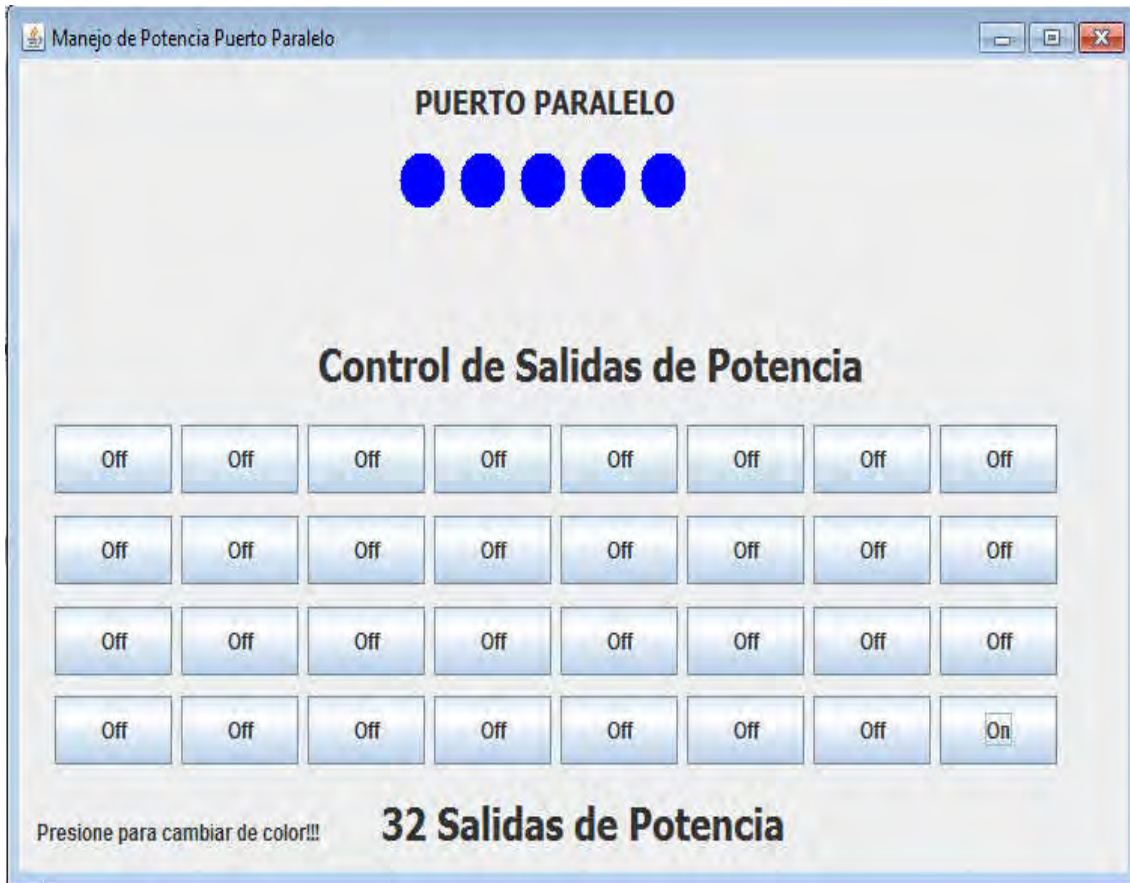 Manejo de Potencia Puerto Paralelo
PUERTO PARALELO
Control de Salidas de Potencia
Off Off Off Off Off Off Off Off
Off Off Off Off Off Off Off Off
Off Off Off Off Off Off Off Off
Off Off Off Off Off Off Off On
Presione para cambiar de color!!! 32 Salidas de Potencia